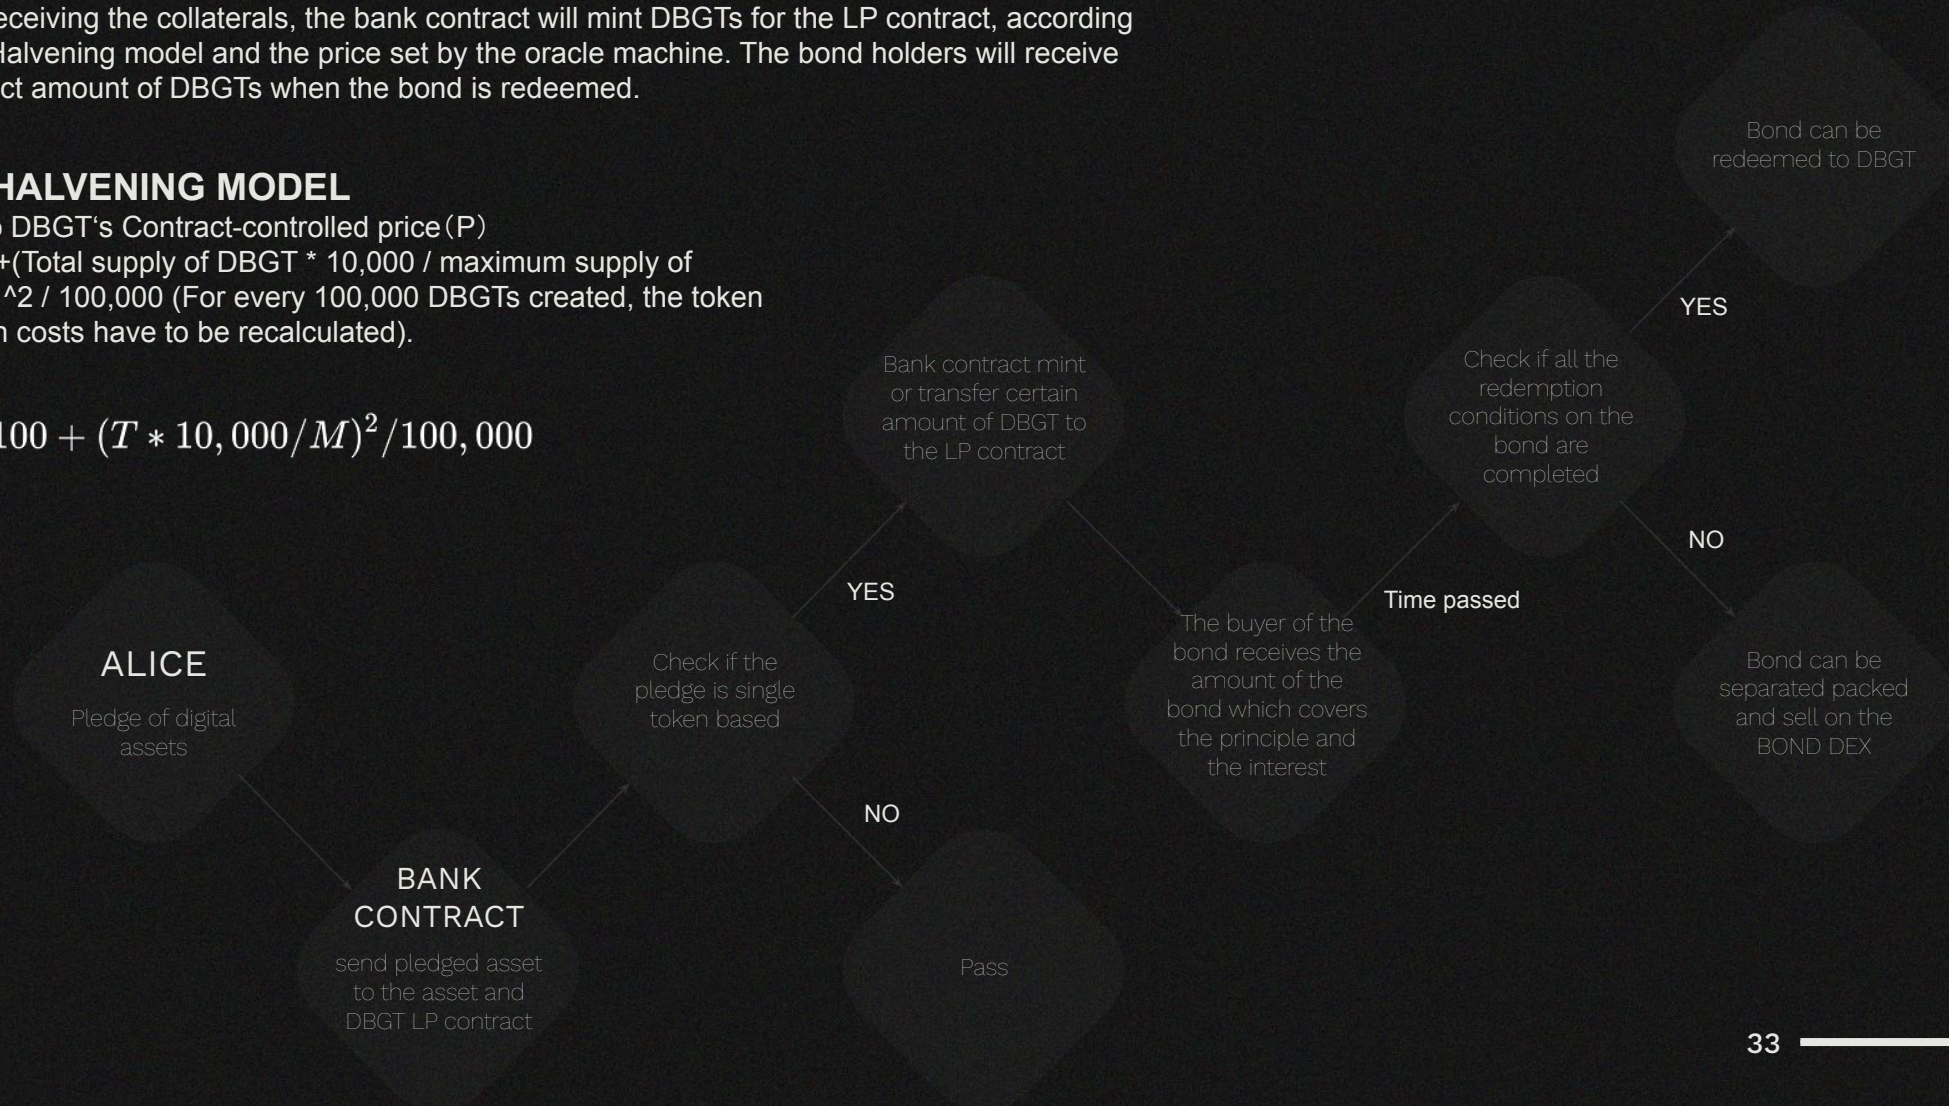 eceiving the collaterals, the bank contract will mint DBGTs for the LP contract, according
Halvening model and the price set by the oracle machine. The bond holders will receive
ct amount of DBGTs when the bond is redeemed.
HALVENING MODEL
DBGT‘s Contract-controlled price（P）
+(Total supply of DBGT * 10,000 / maximum supply of
^2 / 100,000 (For every 100,000 DBGTs created, the token
n costs have to be recalculated).
100 + (T * 10, 000/M)^2/100, 000
ALICE
Pledge of digital
assets
BANK
CONTRACT
send pledged asset
to the asset and
DBGT LP contract
Check if the
pledge is single
token based
YES
NO
Bank contract mint
or transfer certain
amount of DBGT to
the LP contract
Pass
The buyer of the
bond receives the
amount of the
bond which covers
the principle and
the interest
Time passed
Check if all the
redemption
conditions on the
bond are
completed
YES
NO
Bond can be
redeemed to DBGT
Bond can be
separated packed
and sell on the
BOND DEX
33